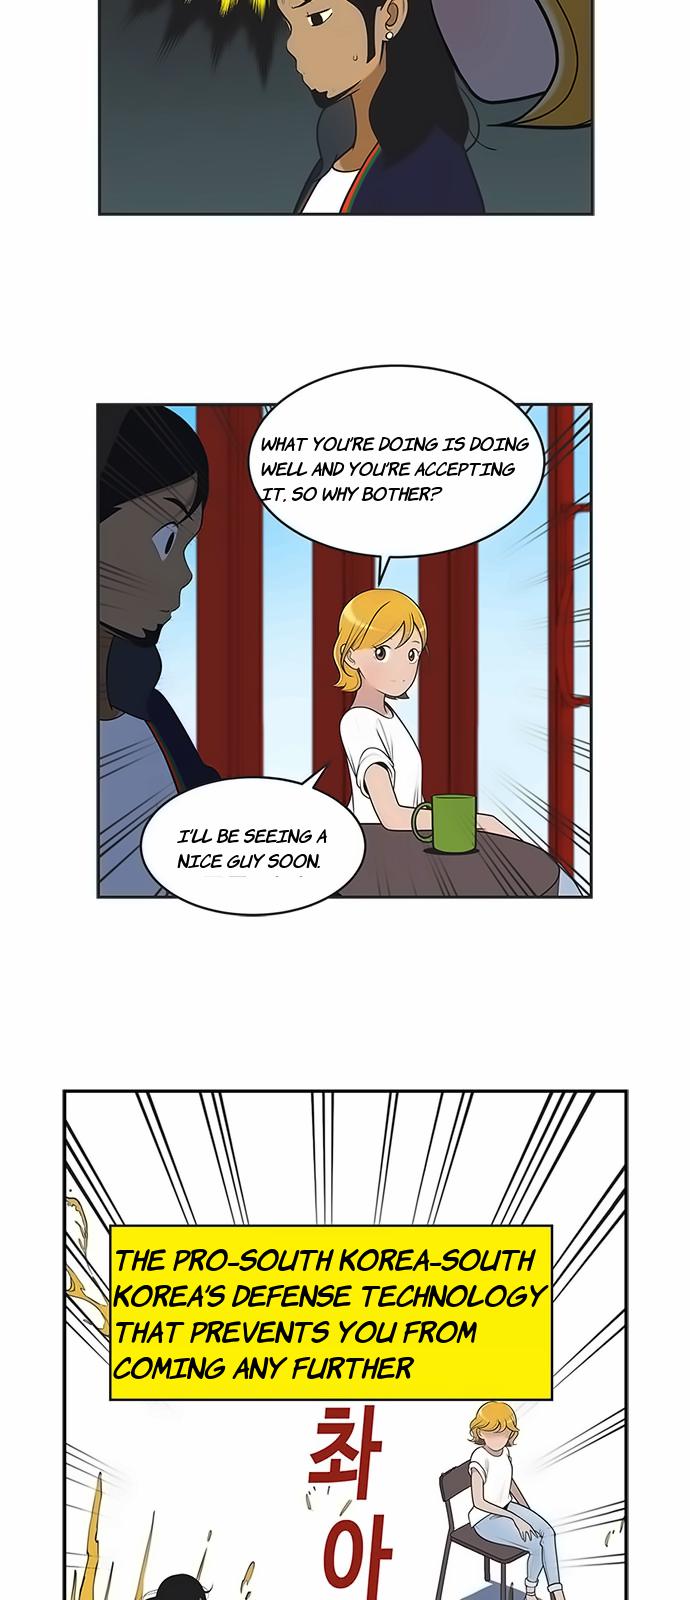 WHAT YOU'RE DOING IS DOING
WELL AND YOU'RE ACCEPTING
IT, SO WHY BOTHER?
I'LL BE SEEING A
NICE GUY SOON.
THE PRO-SOUTH KOREA-SOUTH
KOREA'S DEFENSE TECHNOLOGY
THAT PREVENTS YOU FROM
COMING ANY FURTHER
촤
아